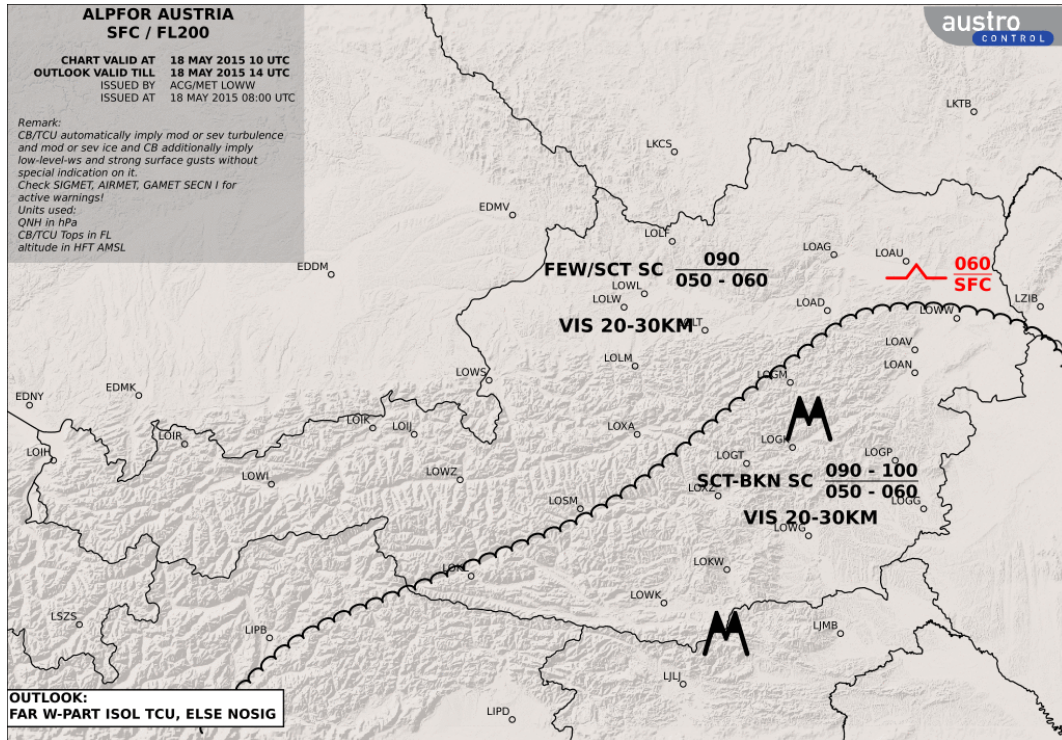 ALPFOR AUSTRIA
SFC / FL200
CHART VALID AT 18 MAY 2015 10 UTC
OUTLOOK VALID TILL 18 MAY 2015 14 UTC
ISSUED BY ACG/MET LOWW
ISSUED AT 18 MAY 2015 08:00 UTC
Remark:
CB/TCU automatically imply mod or sev turbulence
and mod or sev ice and CB additionally imply
low-level-ws and strong surface gusts without
special indication on it.
Check SIGMET, AIRMET, GAMET SECN I for
active warnings!
Units used:
QNH in hPa
CB/TCU Tops in FL
altitude in HFT AMSL
austro
CONTROL
LKTB
LKCS
EDMV
LOLF
LOAG
LOAU
EDDM
FEW/SCT SC 090
050 - 060
060
SFC
LOWL
LOLW
LOAD
LOWW
LZIB
VIS 20-30KM
LOAV
LOLM
LOAN
LOWS
LOGM
EDMK
EDNY
LOIK
LOIJ
LOXA
LOIR
LOIH
LOGT
LOGP
LOWI
LOWZ
SCT-BKN SC 090 - 100
050 - 060
LOXZ
LOGG
LOSM
VIS 20-30KM
LOWG
LOKW
LOWK
LSZS
LIPB
LJMB
LJLJ
OUTLOOK:
FAR W-PART ISOL TCU, ELSE NOSIG
LIPD